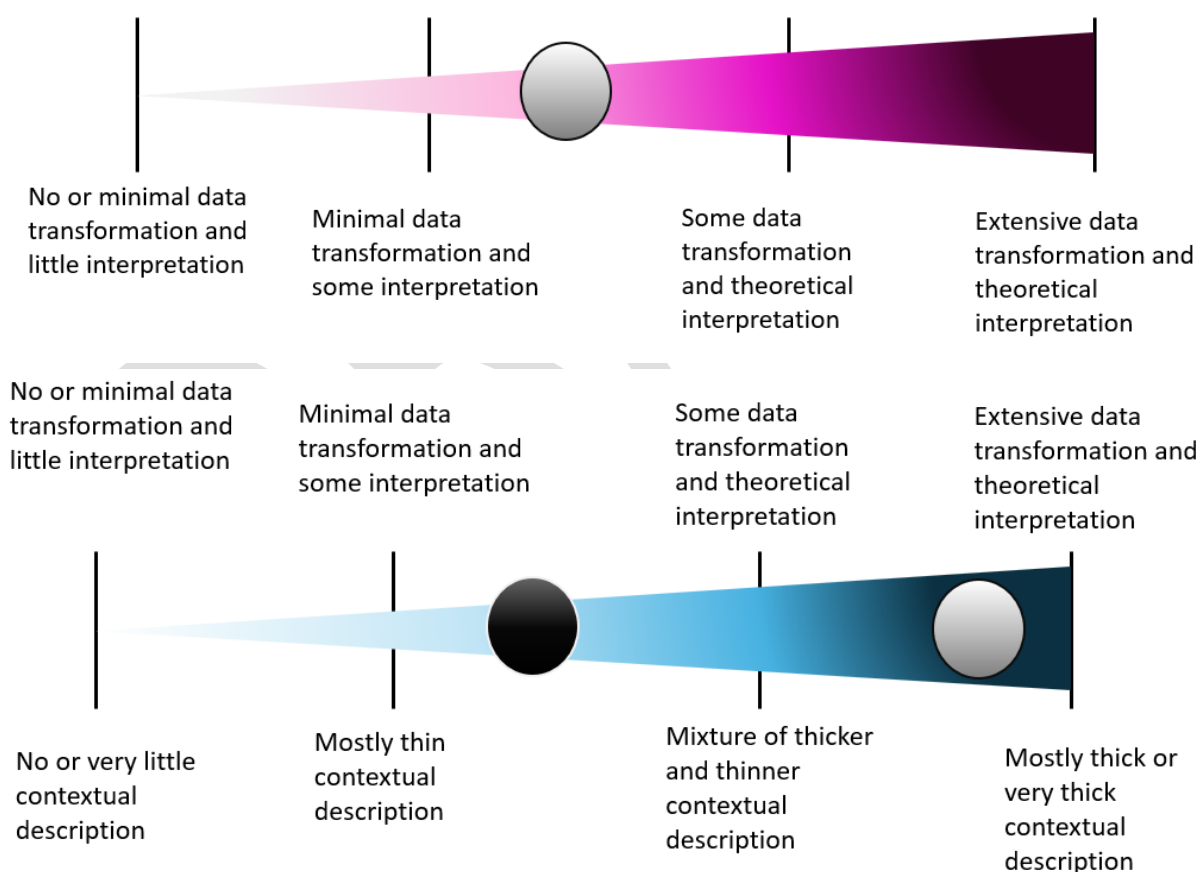 No or minimal data
transformation and
little interpretation
Minimal data
transformation and
some interpretation
Some data
transformation
and theoretical
interpretation
Extensive data
transformation and
theoretical
interpretation
No or minimal data
transformation and
little interpretation
Minimal data
transformation and
some interpretation
Some data
transformation
and theoretical
interpretation
Extensive data
transformation and
theoretical
interpretation
No or very little
contextual
description
Mostly thin
contextual
description
Mixture of thicker
and thinner
contextual
description
Mostly thick or
very thick
contextual
description